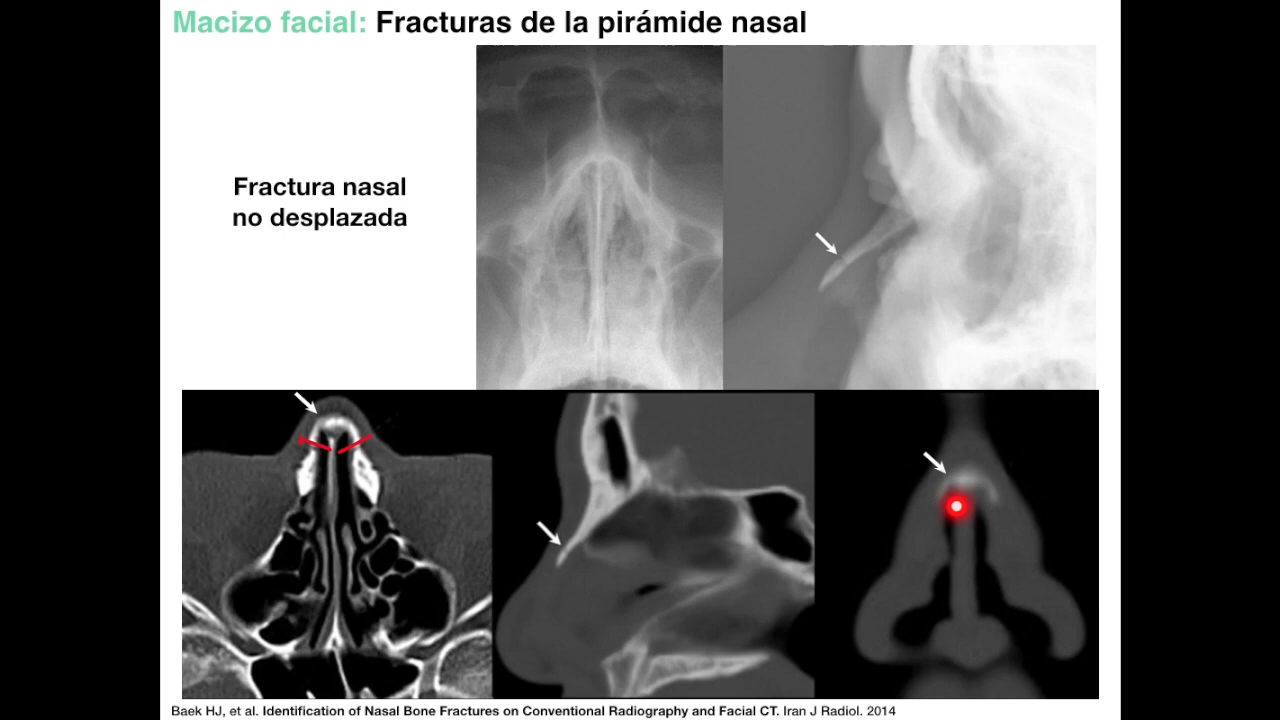 Macizo facial: Fracturas de la pirámide nasal
Fractura nasal
no desplazada
Baek HJ, et al. Identification of Nasal Bone Fractures on Conventional Radiography and Facial CT. Iran J Radiol. 2014